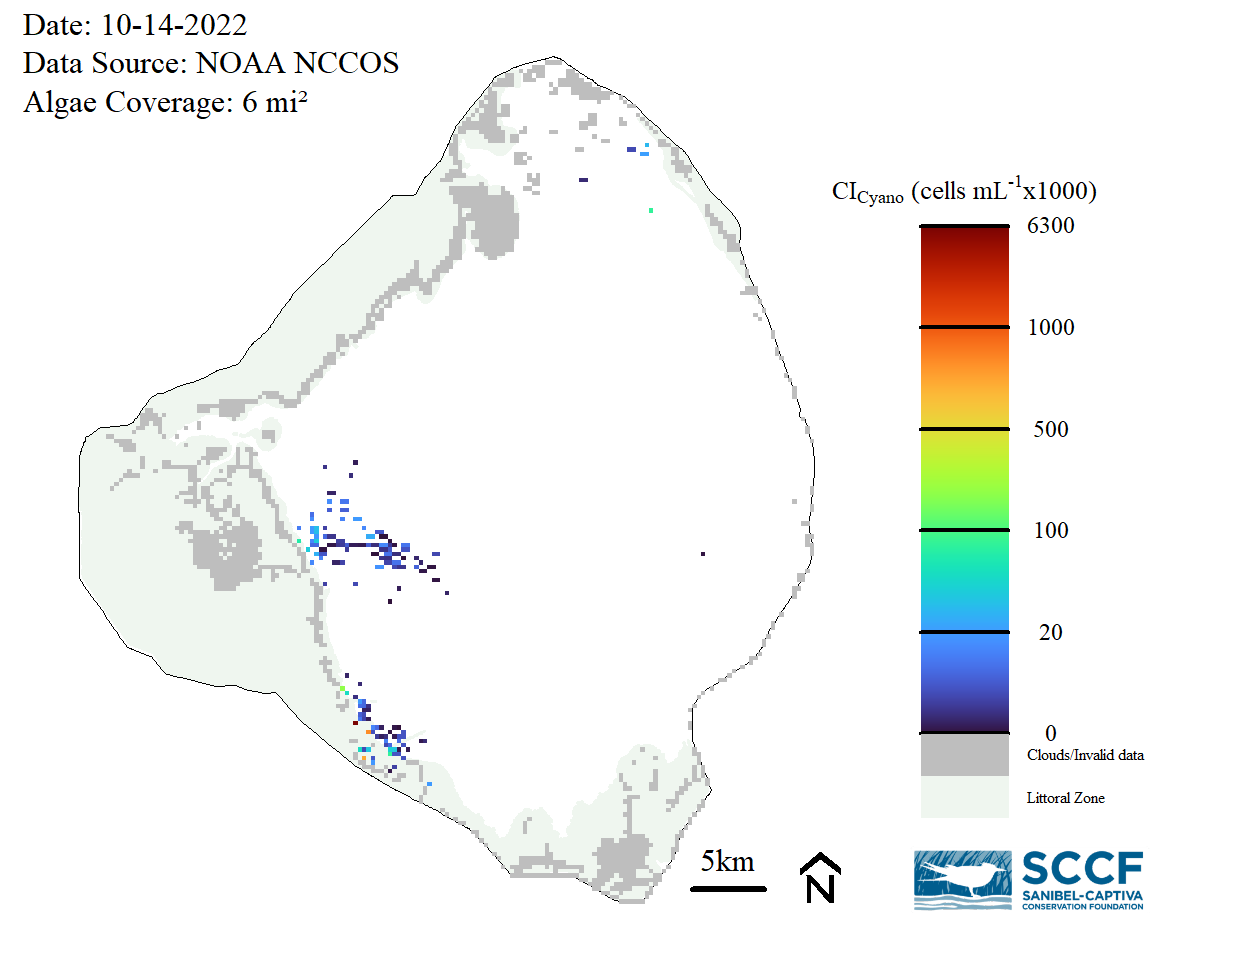 Date: 10-14-2022
Data Source: NOAA NCCOS
Algae Coverage: 6 mi²
CICyano (cells mL-1x1000)
6300
1000
500
100
20
0
Clouds/Invalid data
Littoral Zone
5km
N
SCCF
SANIBEL-CAPTIVA
CONSERVATION FOUNDATION